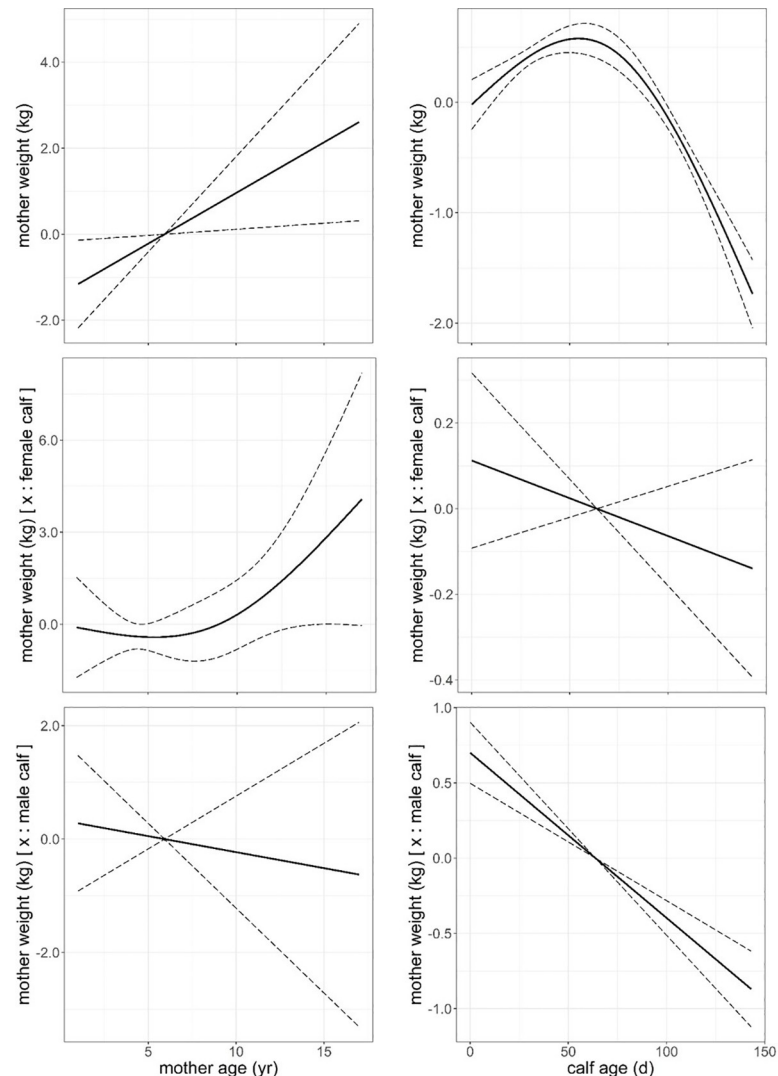 mother weight (kg)
4.0
2.0
0.0
-2.0
mother weight (kg)
0.0
-1.0
-2.0
mother weight (kg) [ x : female calf ]
6.0
3.0
0.0
mother weight (kg) [ x : female calf ]
0.2
0.0
-0.2
-0.4
mother weight (kg) [ x : male calf ]
2.0
0.0
-2.0
5 10 15
mother age (yr)
mother weight (kg) [ x : male calf ]
1.0
0.5
0.0
-0.5
-1.0
0 50 100 150
calf age (d)